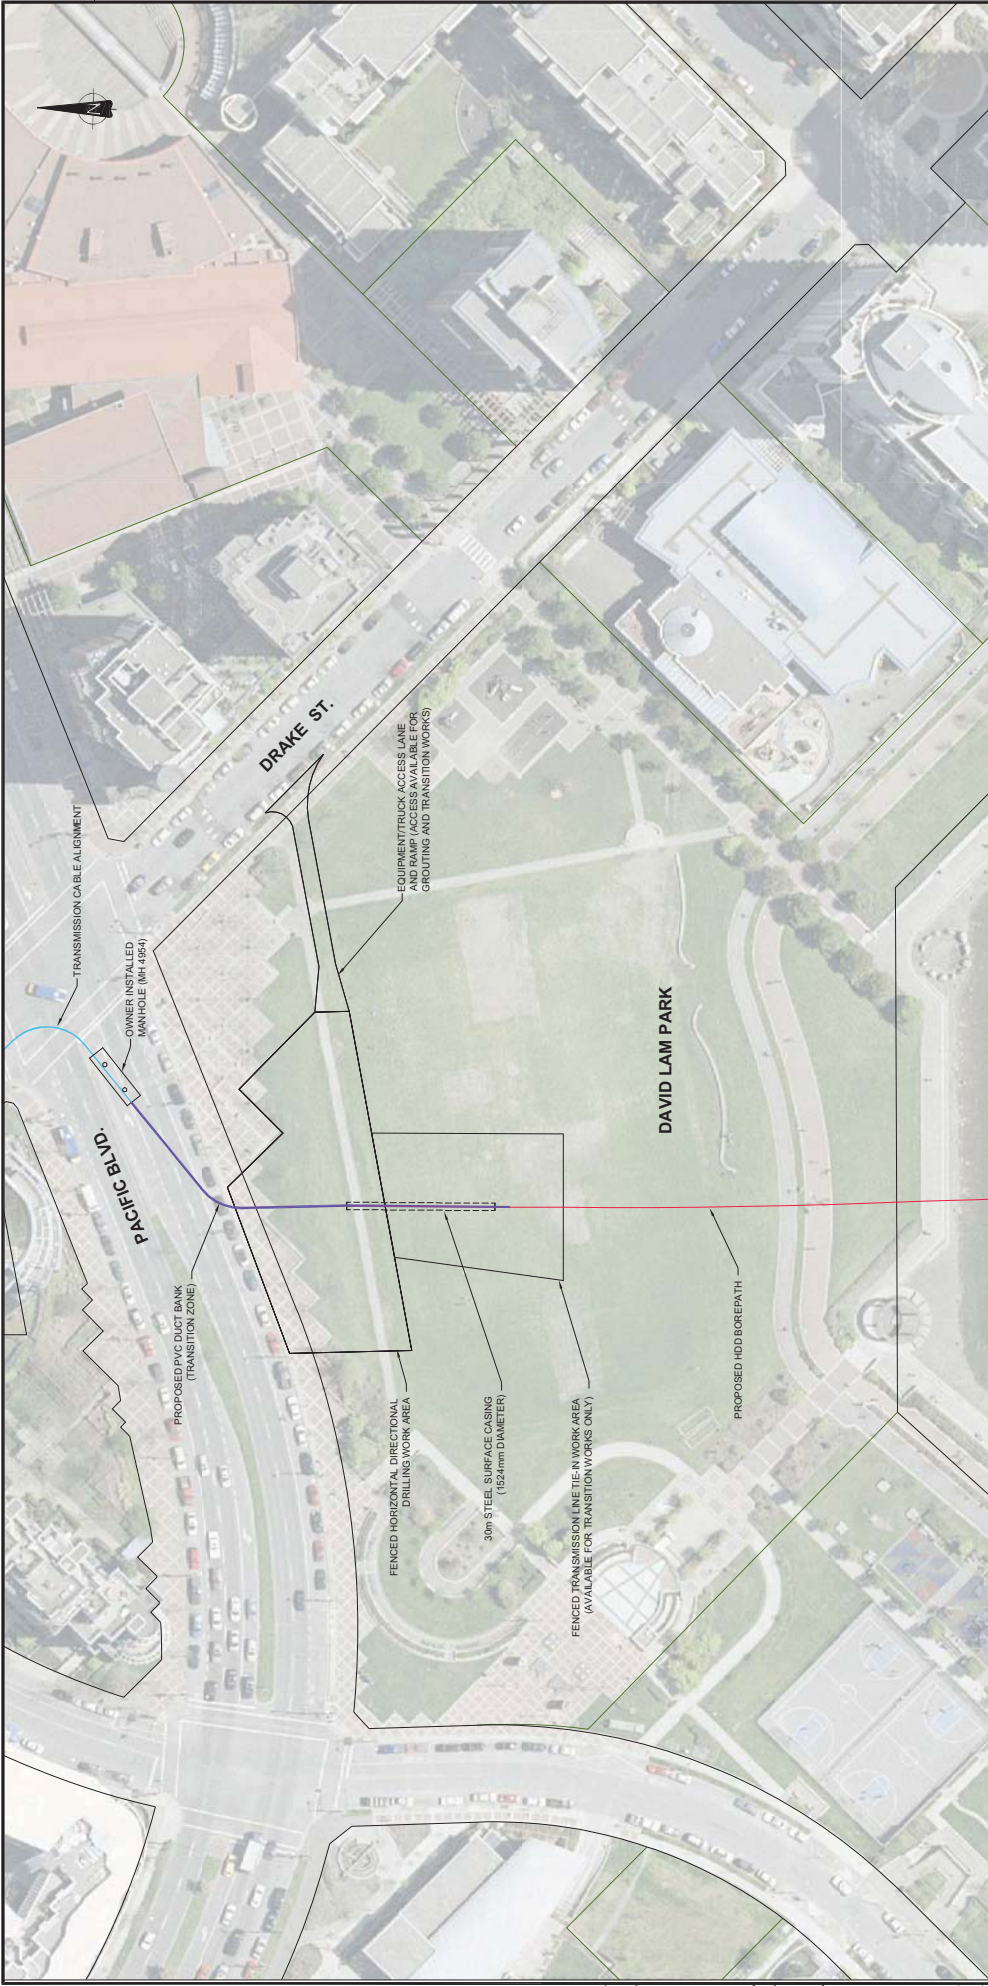 TRANSMISSION CABLE ALIGNMENT
OWNER INSTALLED
MANHOLE (MH 4954)
PACIFIC BLVD.
PROPOSED PVC DUCT BANK
(TRANSITION ZONE)
DRAKE ST.
EQUIPMENT/TRUCK ACCESS LANE
AND RAMP (ACCESS AVAILABLE FOR
GROUTING AND TRANSITION WORKS)
FENCED HORIZONTAL DIRECTIONAL
DRILLING WORK AREA
30m STEEL SURFACE CASING
(1524mm DIAMETER)
FENCED TRANSMISSION LINE TIE-IN WORK AREA
(AVAILABLE FOR TRANSITION WORKS ONLY)
DAVID LAM PARK
PROPOSED HDD BOREPATH
N